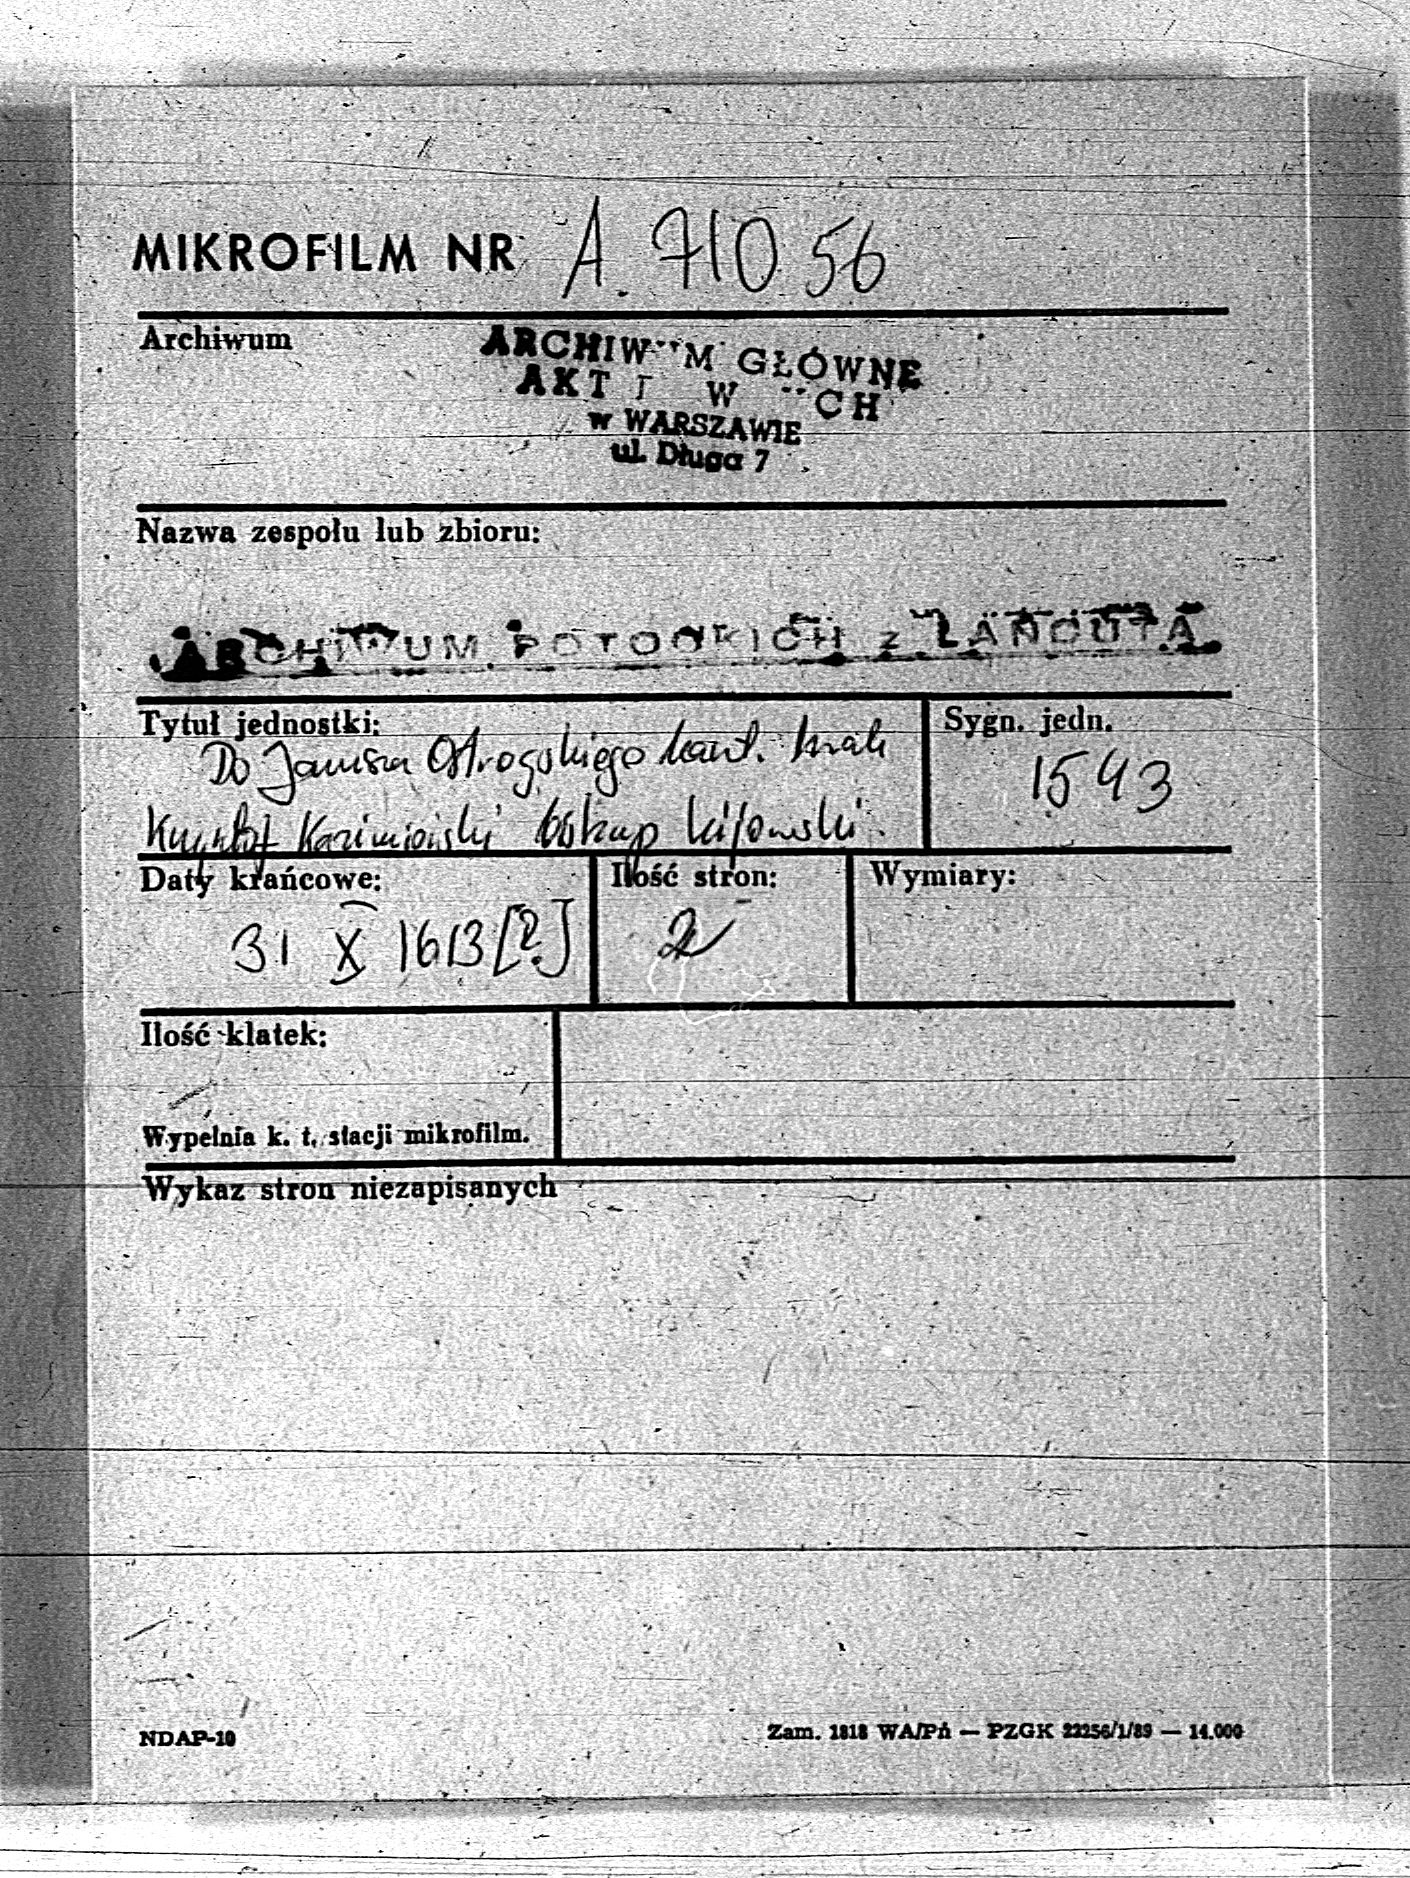 MIKROFILM NR A. 71056
Archiwum
ARCHIW M GŁÓWNE
AKT W CH
w WARSZAWIE
ul. Długa 7
Nazwa zespołu lub zbioru:
ARCHIWUM POTOCKICH z ŁAŃCUTA
Tytuł jednostki:
Do Janusza Ostrogskiego kaszt. krak
Krzysztof Kazimirski biskup kijowski.
Sygn. jedn.
1543
Daty krańcowe:
31 X 1613 [?]
Ilość stron:
2
Wymiary:
Ilość klatek:
Wypełnia k. t. stacji mikrofilm.
Wykaz stron niezapisanych
NDAP-10
Zam. 1818 WA/Pń — PZGK 22256/1/89 — 14.000